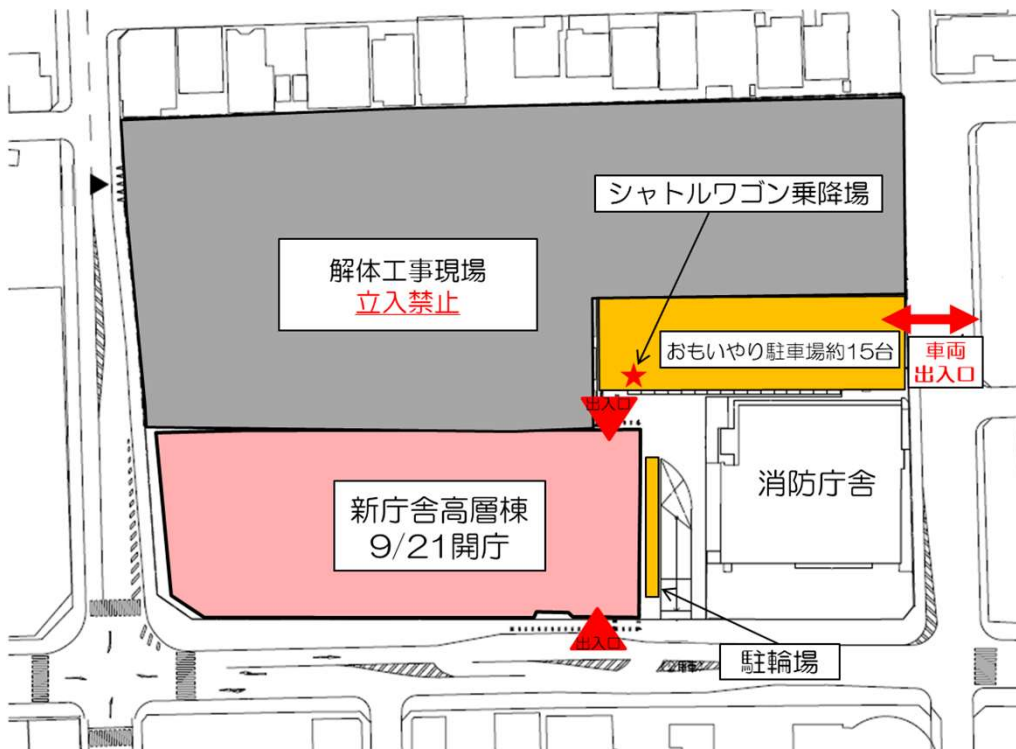 シャトルワゴン乗降場
解体工事現場
立入禁止
おもいやり駐車場約15台
車両
出入口
出入口
消防庁舎
新庁舎高層棟
9/21開庁
出入口
駐輪場